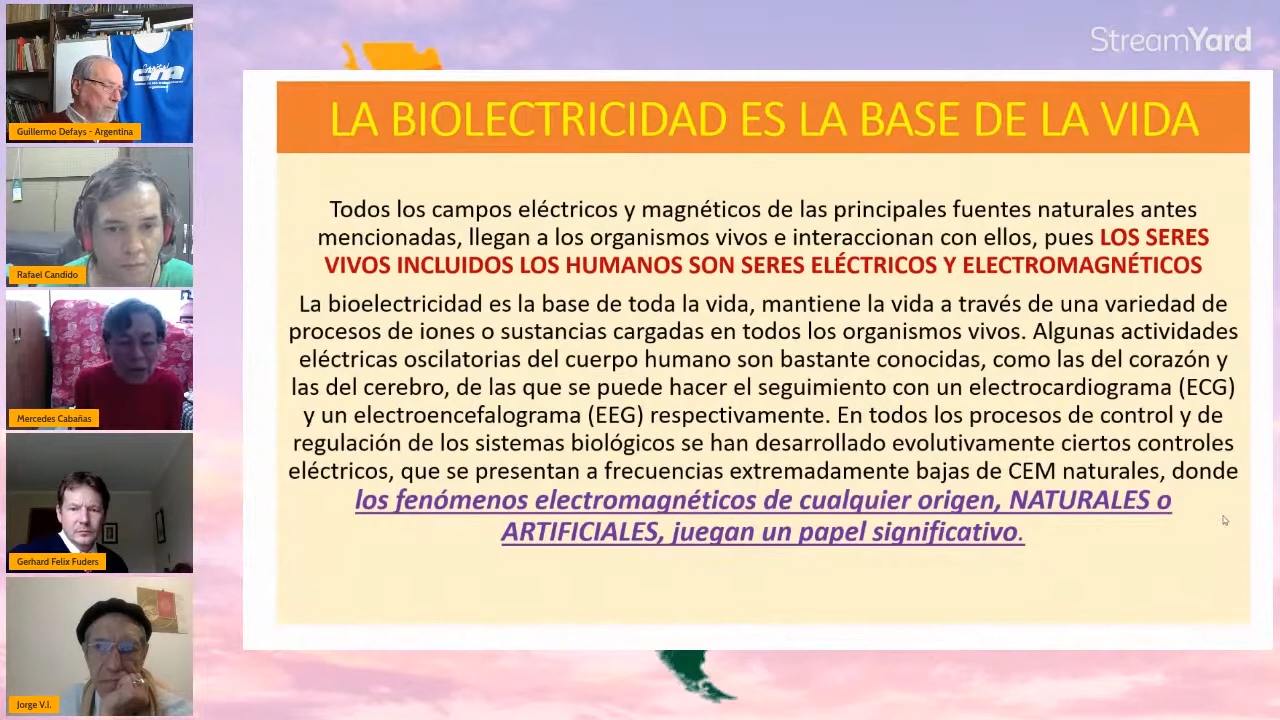 StreamYard
Capital
cm
Guillermo Defays - Argentina
Rafael Candido
Mercedes Cabañas
Gerhard Felix Fuders
Jorge V.I.
LA BIOLECTRICIDAD ES LA BASE DE LA VIDA
Todos los campos eléctricos y magnéticos de las principales fuentes naturales antes
mencionadas, llegan a los organismos vivos e interaccionan con ellos, pues LOS SERES
VIVOS INCLUIDOS LOS HUMANOS SON SERES ELÉCTRICOS Y ELECTROMAGNÉTICOS
La bioelectricidad es la base de toda la vida, mantiene la vida a través de una variedad de
procesos de iones o sustancias cargadas en todos los organismos vivos. Algunas actividades
eléctricas oscilatorias del cuerpo humano son bastante conocidas, como las del corazón y
las del cerebro, de las que se puede hacer el seguimiento con un electrocardiograma (ECG)
y un electroencefalograma (EEG) respectivamente. En todos los procesos de control y de
regulación de los sistemas biológicos se han desarrollado evolutivamente ciertos controles
eléctricos, que se presentan a frecuencias extremadamente bajas de CEM naturales, donde
los fenómenos electromagnéticos de cualquier origen, NATURALES o
ARTIFICIALES, juegan un papel significativo.